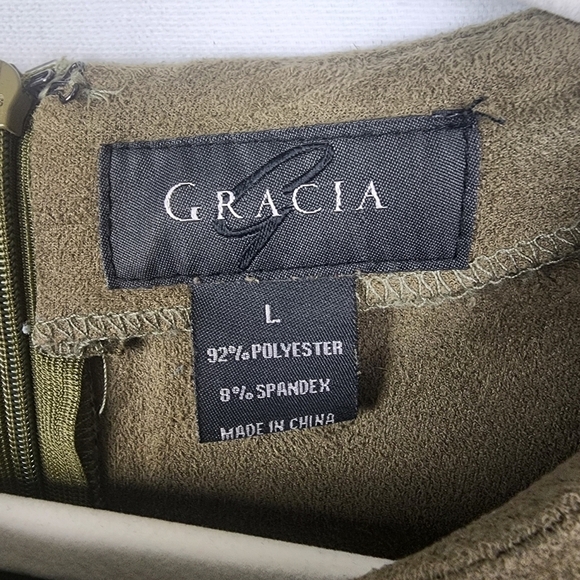 GRACIA
L
92% POLYESTER
8% SPANDEX
MADE IN CHINA